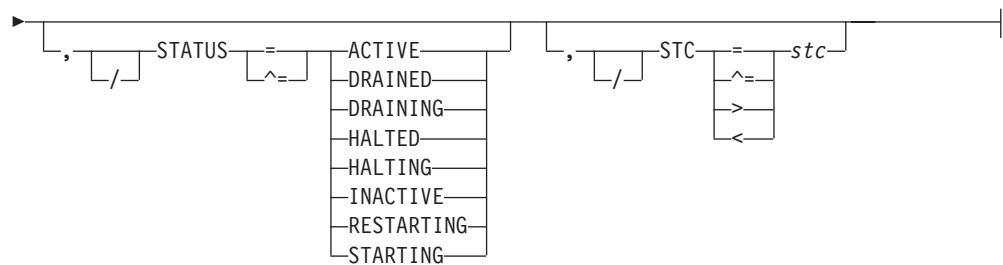 , / STATUS = ACTIVE , / STC = stc
^= DRAINED ^=
DRAINING >
HALTED <
HALTING
INACTIVE
RESTARTING
STARTING